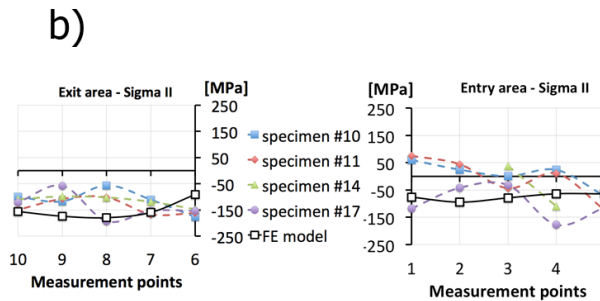 b)
Exit area - Sigma II
[MPa]
250
150
50
-50
-150
-250
10 9 8 7 6
Measurement points
specimen #10
specimen #11
specimen #14
specimen #17
FE model
[MPa]
Entry area - Sigma II
250
150
50
-50
-150
-250
1 2 3 4
Measurement points